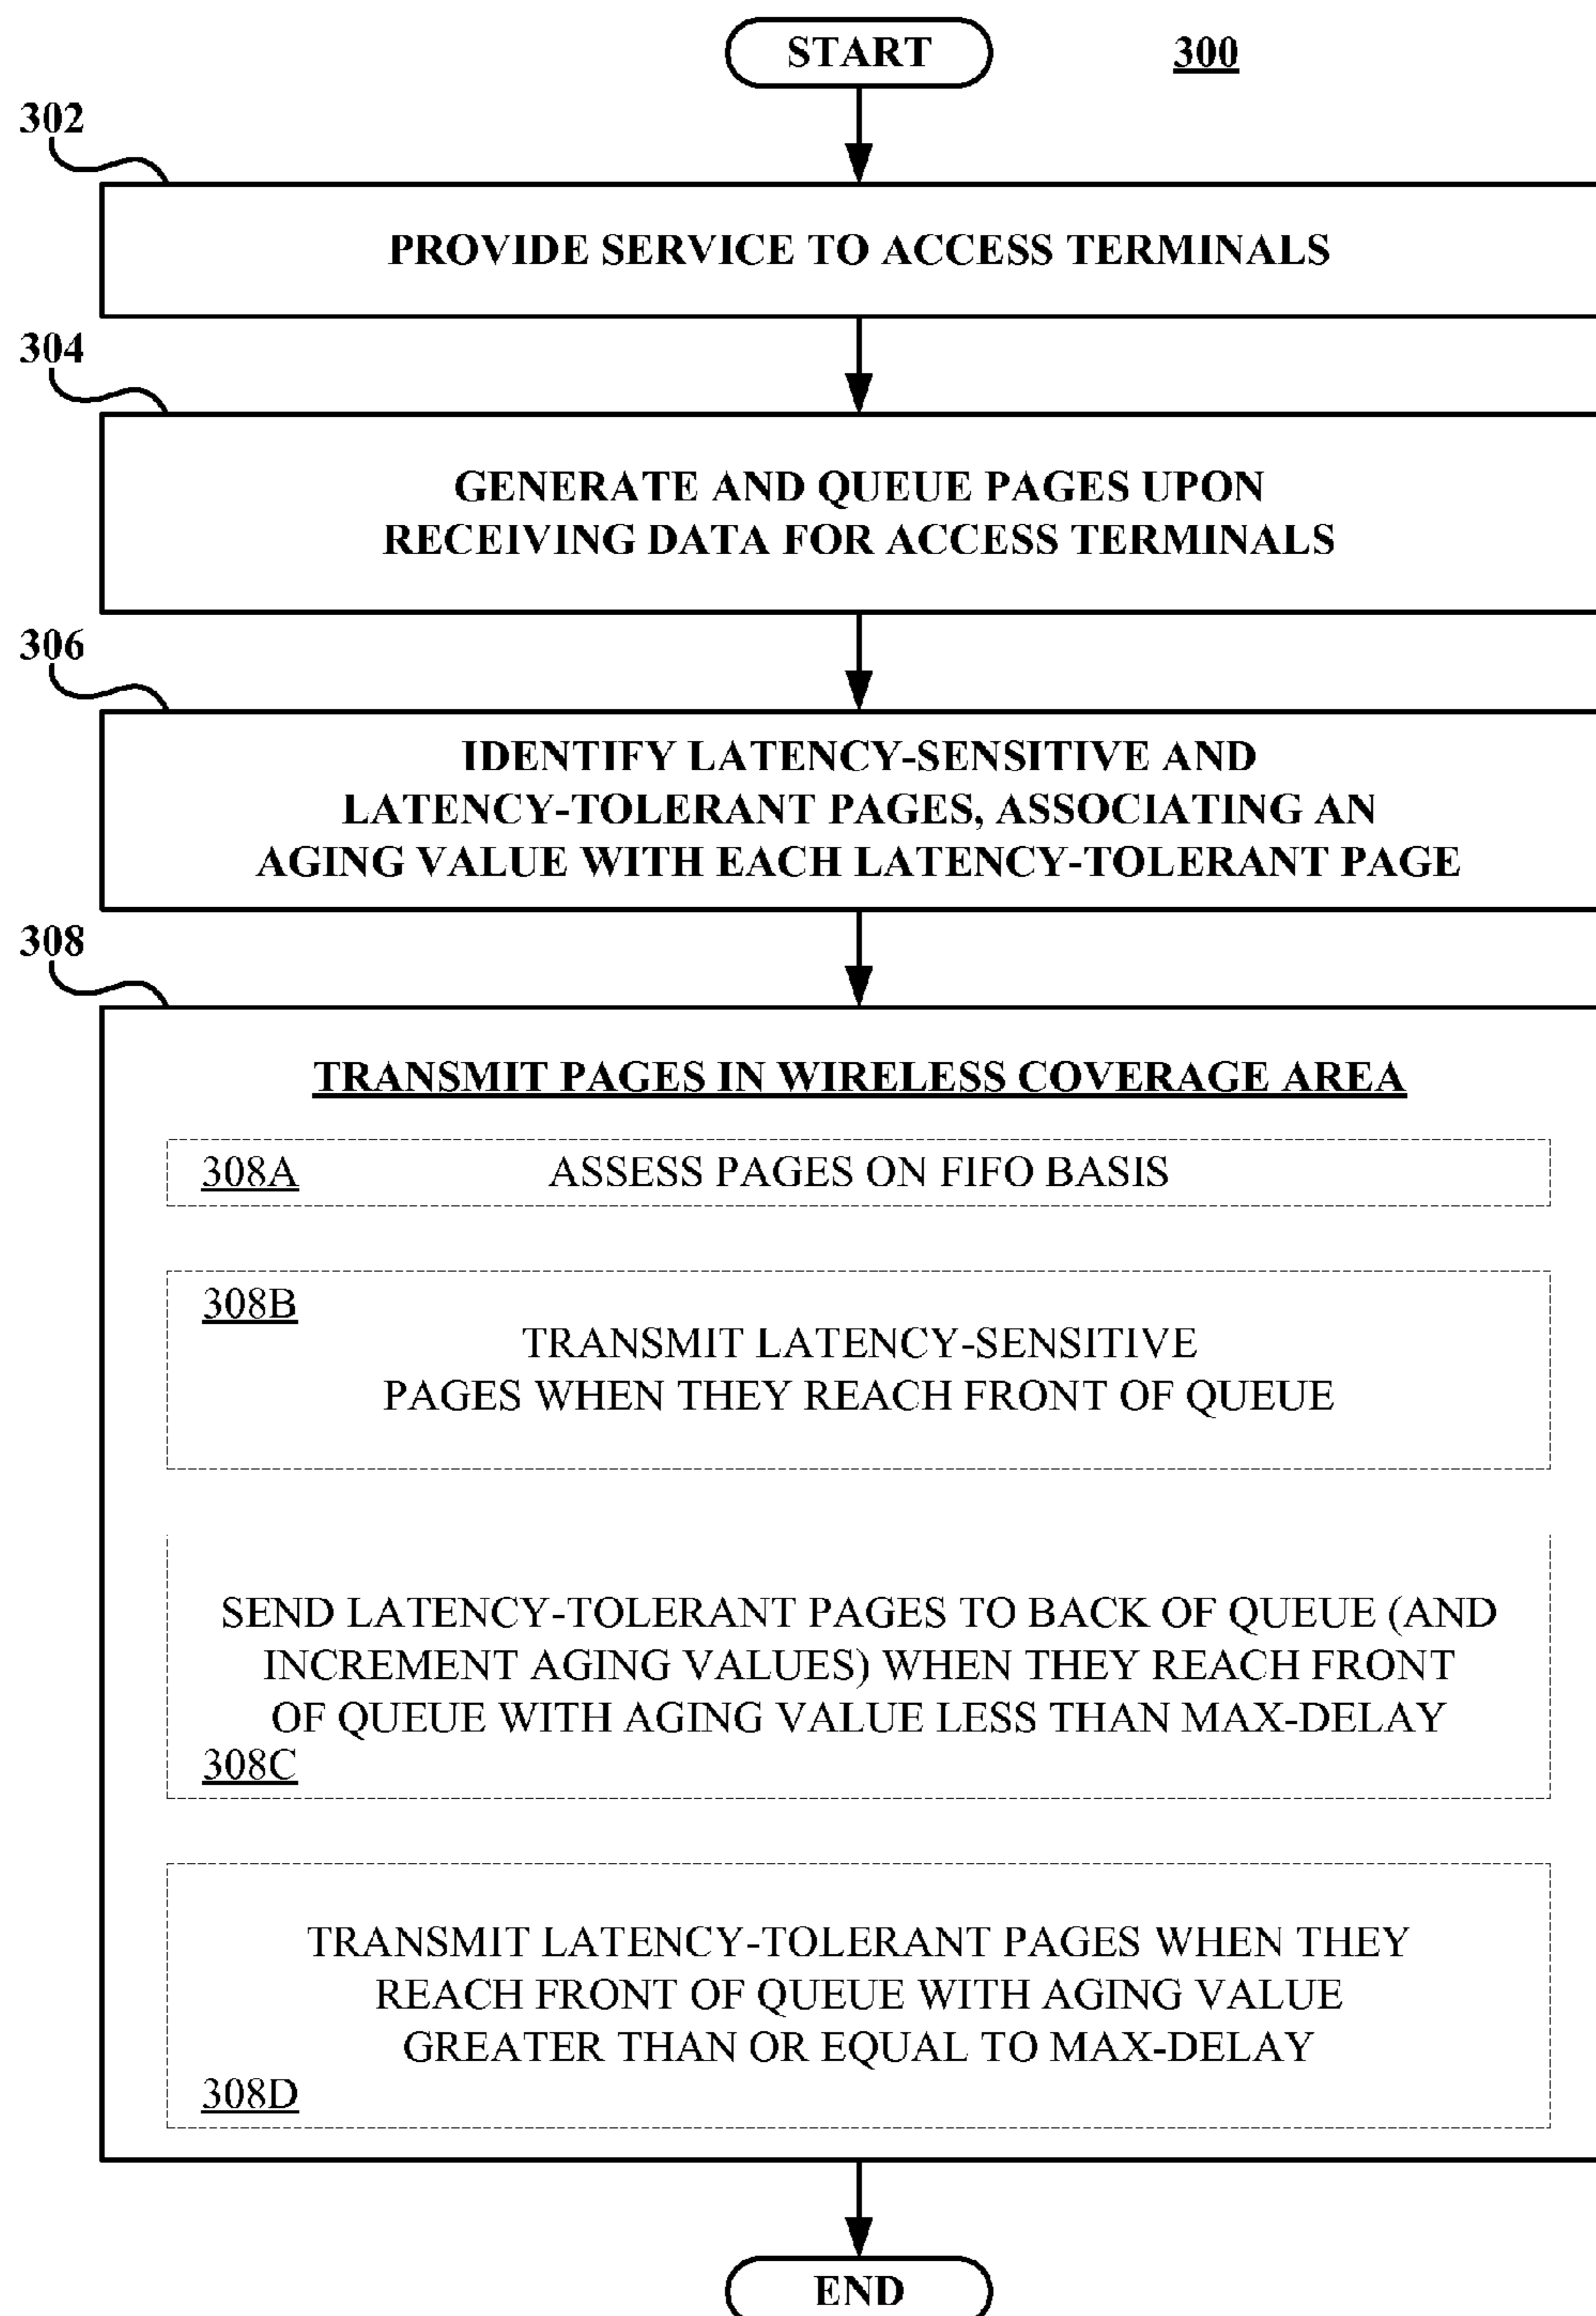 START
300
302
PROVIDE SERVICE TO ACCESS TERMINALS
304
GENERATE AND QUEUE PAGES UPON
RECEIVING DATA FOR ACCESS TERMINALS
306
IDENTIFY LATENCY-SENSITIVE AND
LATENCY-TOLERANT PAGES, ASSOCIATING AN
AGING VALUE WITH EACH LATENCY-TOLERANT PAGE
308
TRANSMIT PAGES IN WIRELESS COVERAGE AREA
308A
ASSESS PAGES ON FIFO BASIS
308B
TRANSMIT LATENCY-SENSITIVE
PAGES WHEN THEY REACH FRONT OF QUEUE
SEND LATENCY-TOLERANT PAGES TO BACK OF QUEUE (AND
INCREMENT AGING VALUES) WHEN THEY REACH FRONT
OF QUEUE WITH AGING VALUE LESS THAN MAX-DELAY
308C
TRANSMIT LATENCY-TOLERANT PAGES WHEN THEY
REACH FRONT OF QUEUE WITH AGING VALUE
GREATER THAN OR EQUAL TO MAX-DELAY
308D
END